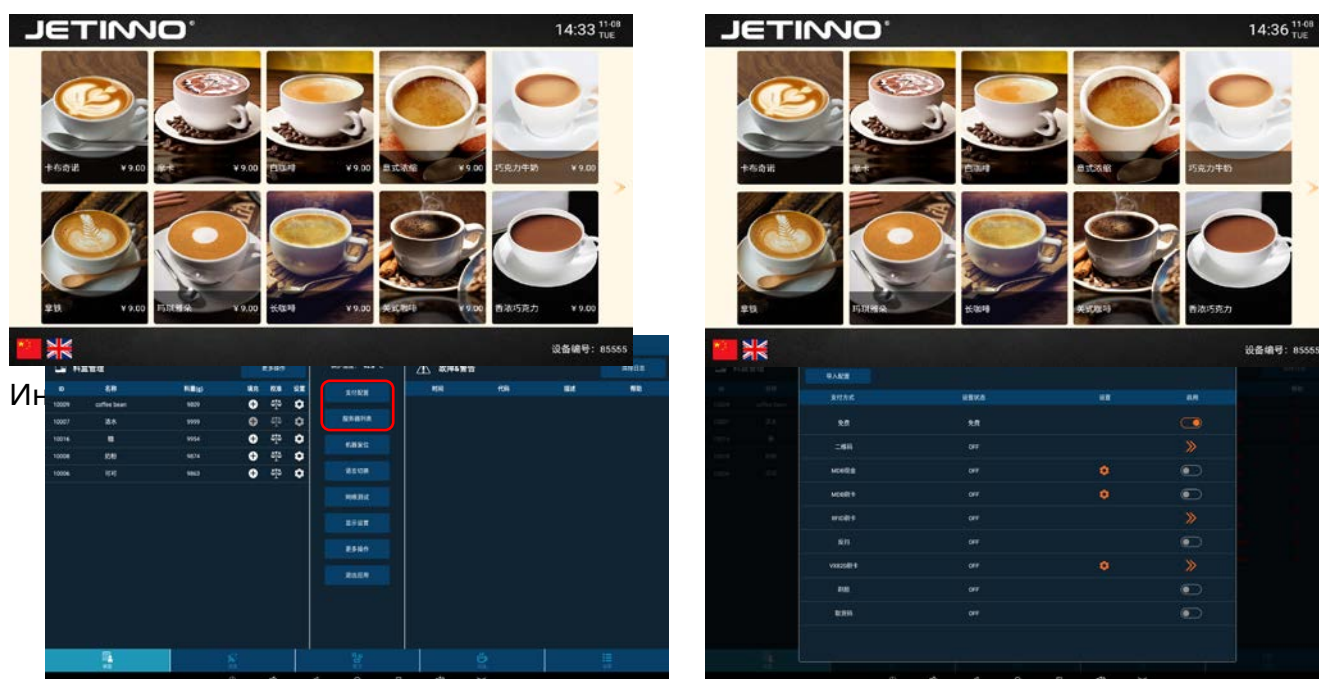 JETINNO®
14:33 11-08 TUE
卡布奇诺 ¥ 9.00
摩卡 ¥ 9.00
白咖啡 ¥ 9.00
意式浓缩 ¥ 9.00
巧克力牛奶 ¥ 9.00
拿铁 ¥ 9.00
玛琪雅朵 ¥ 9.00
长咖啡 ¥ 9.00
美式咖啡 ¥ 9.00
香浓巧克力 ¥ 9.00
设备编号：85555
料盒管理 更多操作 故障&警告 清除日志
Ин
ID 名称 料量(g) 填充 校准 设置
10009 coffee bean 9809
10007 清水 9999
10016 糖 9954
10008 奶粉 9874
10006 可可 9863
支付配置
服务器列表
机器复位
语言切换
网络测试
显示设置
更多操作
退出应用
时间 代码 描述 帮助
JETINNO®
14:36 11-08 TUE
卡布奇诺
摩卡
白咖啡
意式浓缩
巧克力牛奶
拿铁
玛琪雅朵
长咖啡
美式咖啡
香浓巧克力
设备编号：85555
导入配置
支付方式 设置状态 设置 启用
免费 免费
二维码 OFF
MDB现金 OFF
MDB刷卡 OFF
RFID刷卡 OFF
反扫 OFF
VXX820刷卡 OFF
刷脸 OFF
取货码 OFF